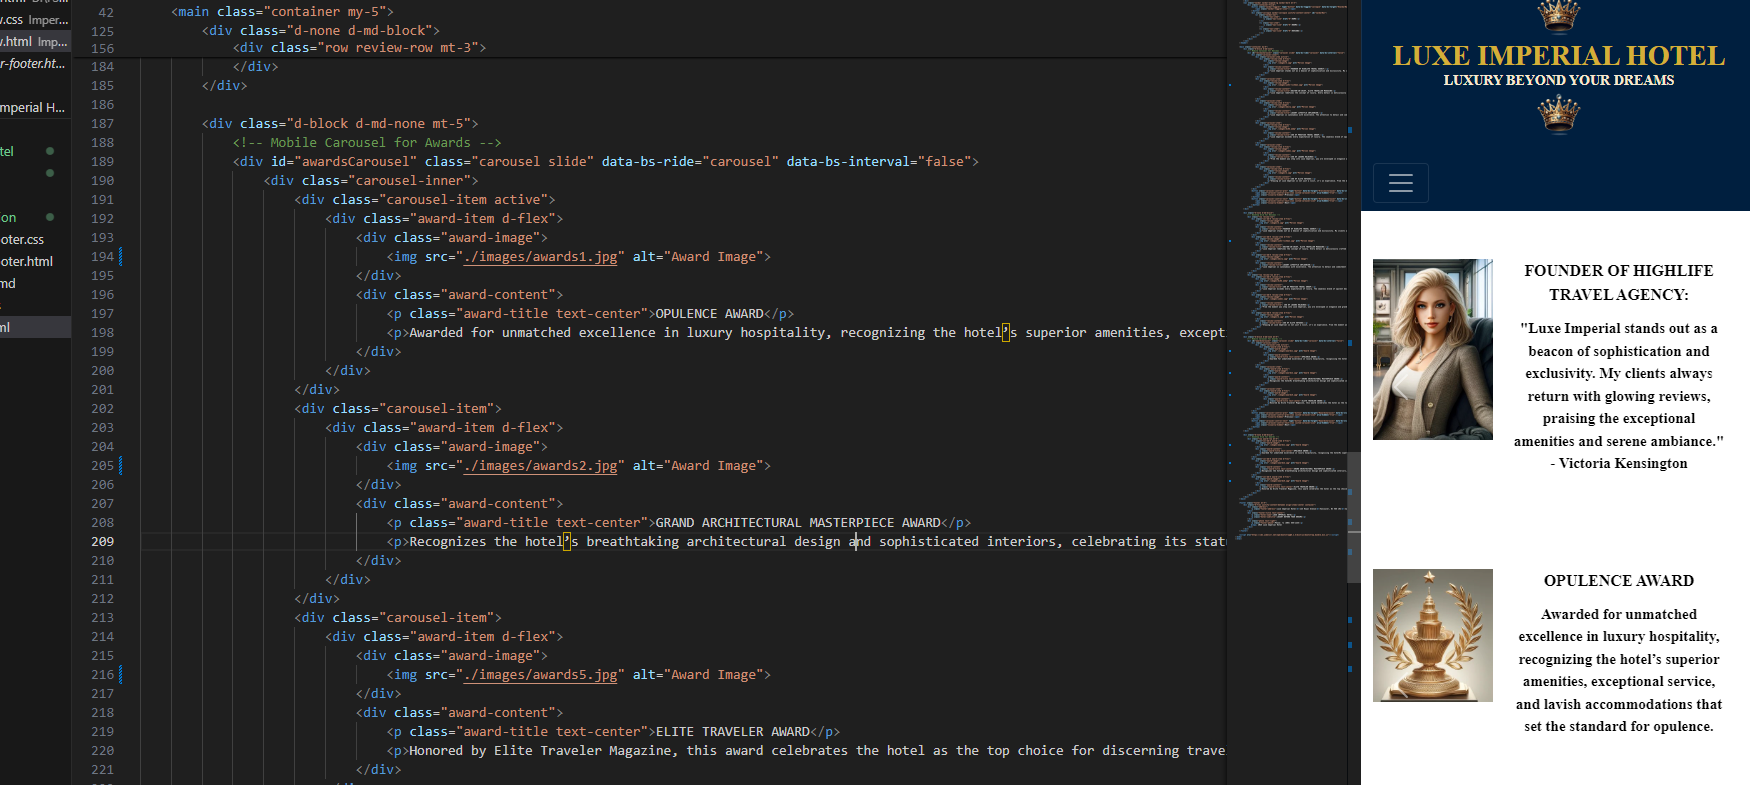 .css Imper...
.html Imp...
r-footer.ht...
mperial H...
tel
on
oter.css
oter.html
md
ml
42 <main class="container my-5">
125 <div class="d-none d-md-block">
156 <div class="row review-row mt-3">
184 </div>
185 </div>
186
187 <div class="d-block d-md-none mt-5">
188 <!-- Mobile Carousel for Awards -->
189 <div id="awardsCarousel" class="carousel slide" data-bs-ride="carousel" data-bs-interval="false">
190 <div class="carousel-inner">
191 <div class="carousel-item active">
192 <div class="award-item d-flex">
193 <div class="award-image">
194 <img src="./images/awards1.jpg" alt="Award Image">
195 </div>
196 <div class="award-content">
197 <p class="award-title text-center">OPULENCE AWARD</p>
198 <p>Awarded for unmatched excellence in luxury hospitality, recognizing the hotel’s superior amenities, except
199 </div>
200 </div>
201 </div>
202 <div class="carousel-item">
203 <div class="award-item d-flex">
204 <div class="award-image">
205 <img src="./images/awards2.jpg" alt="Award Image">
206 </div>
207 <div class="award-content">
208 <p class="award-title text-center">GRAND ARCHITECTURAL MASTERPIECE AWARD</p>
209 <p>Recognizes the hotel’s breathtaking architectural design and sophisticated interiors, celebrating its stat
210 </div>
211 </div>
212 </div>
213 <div class="carousel-item">
214 <div class="award-item d-flex">
215 <div class="award-image">
216 <img src="./images/awards5.jpg" alt="Award Image">
217 </div>
218 <div class="award-content">
219 <p class="award-title text-center">ELITE TRAVELER AWARD</p>
220 <p>Honored by Elite Traveler Magazine, this award celebrates the hotel as the top choice for discerning trave
221 </div>
LUXE IMPERIAL HOTEL
LUXURY BEYOND YOUR DREAMS
FOUNDER OF HIGHLIFE
TRAVEL AGENCY:
"Luxe Imperial stands out as a
beacon of sophistication and
exclusivity. My clients always
return with glowing reviews,
praising the exceptional
amenities and serene ambiance."
- Victoria Kensington
OPULENCE AWARD
Awarded for unmatched
excellence in luxury hospitality,
recognizing the hotel’s superior
amenities, exceptional service,
and lavish accommodations that
set the standard for opulence.